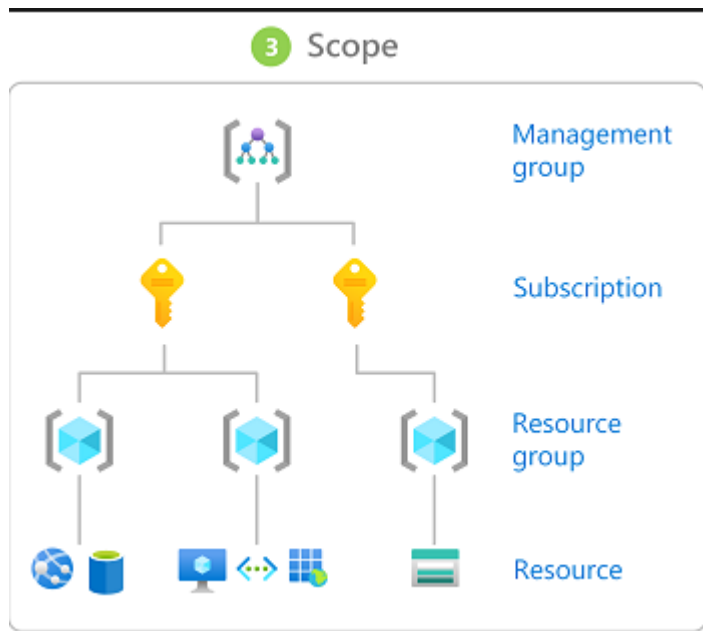 3 Scope
Management
group
Subscription
Resource
group
Resource